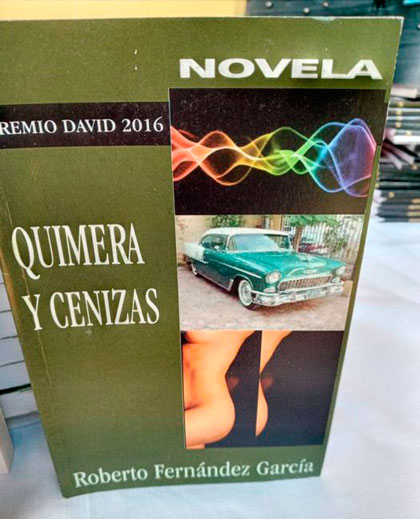 NOVELA
REMIO DAVID 2016
QUIMERA
Y CENIZAS
Roberto Fernández García